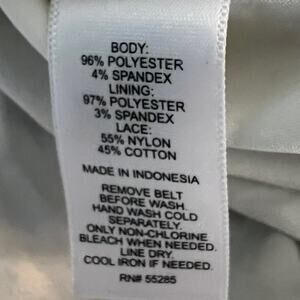 BODY:
96% POLYESTER
4% SPANDEX
LINING:
97% POLYESTER
3% SPANDEX
LACE:
55% NYLON
45% COTTON
MADE IN INDONESIA
REMOVE BELT
BEFORE WASH.
HAND WASH COLD
SEPARATELY.
ONLY NON-CHLORINE
BLEACH WHEN NEEDED.
LINE DRY.
COOL IRON IF NEEDED.
RN# 55285